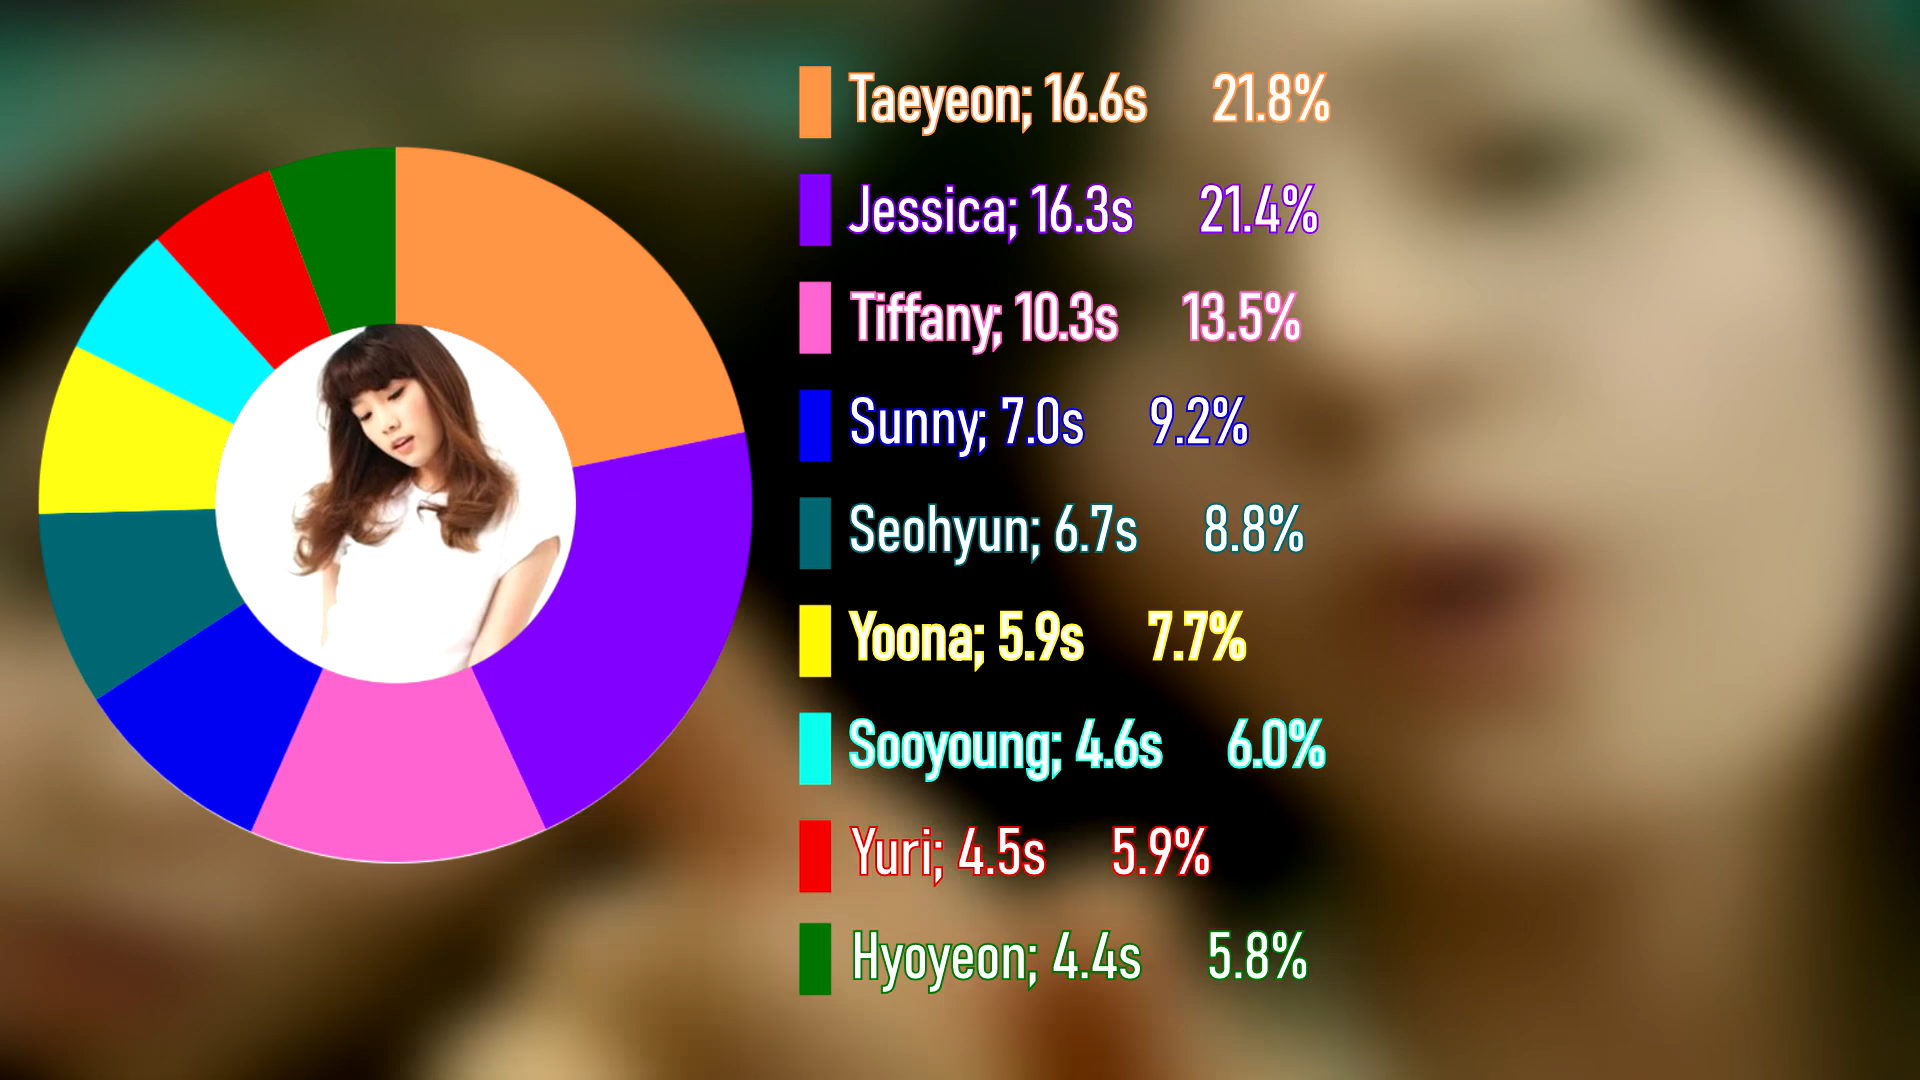 Taeyeon; 16.6s 21.8%
Jessica; 16.3s 21.4%
Tiffany; 10.3s 13.5%
Sunny; 7.0s 9.2%
Seohyun; 6.7s 8.8%
Yoona; 5.9s 7.7%
Sooyoung; 4.6s 6.0%
Yuri; 4.5s 5.9%
Hyoyeon; 4.4s 5.8%